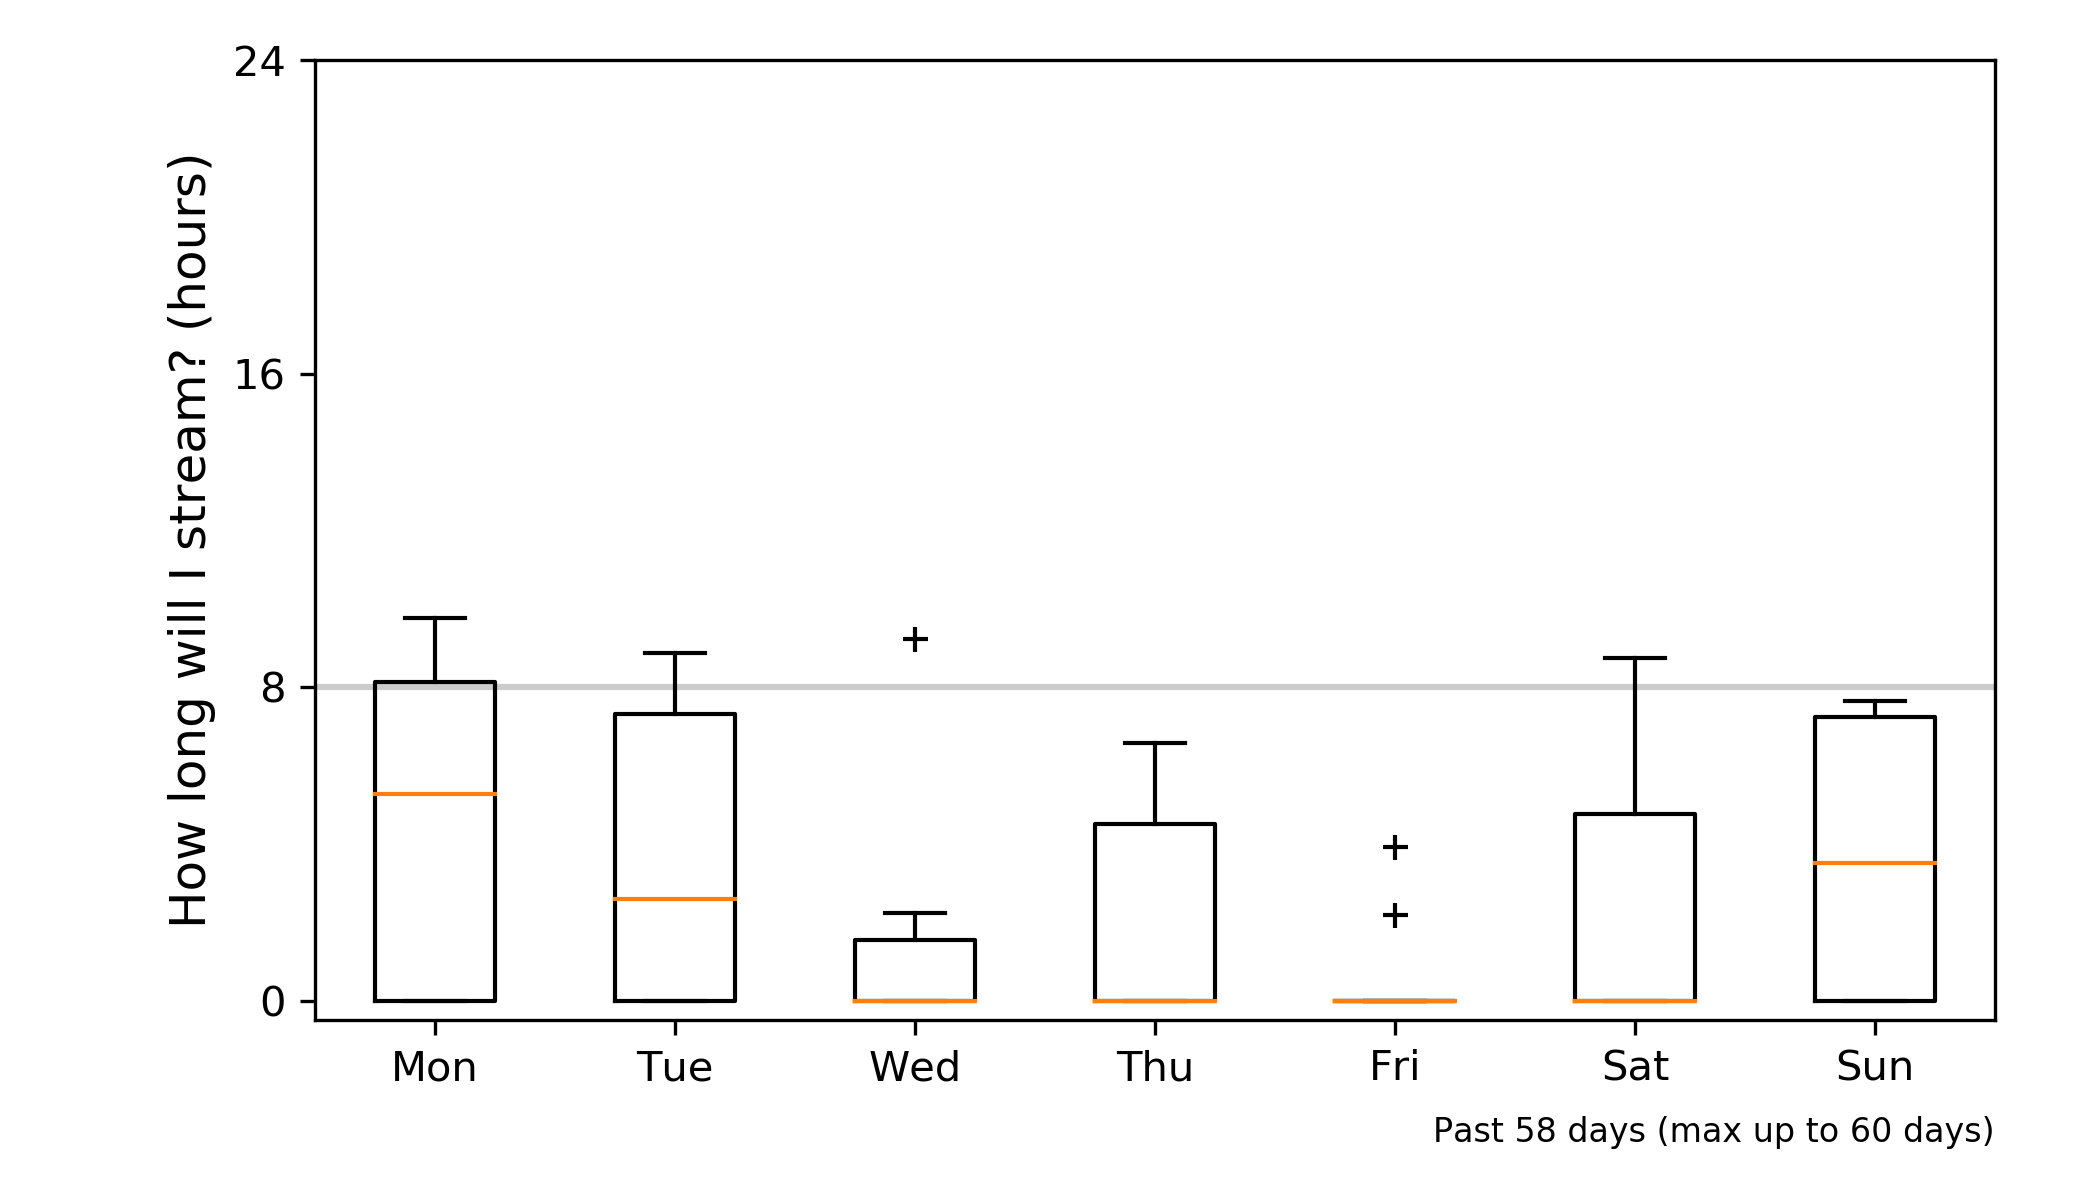 How long will I stream? (hours)
24
16
8
0
Mon Tue Wed Thu Fri Sat Sun
Past 58 days (max up to 60 days)